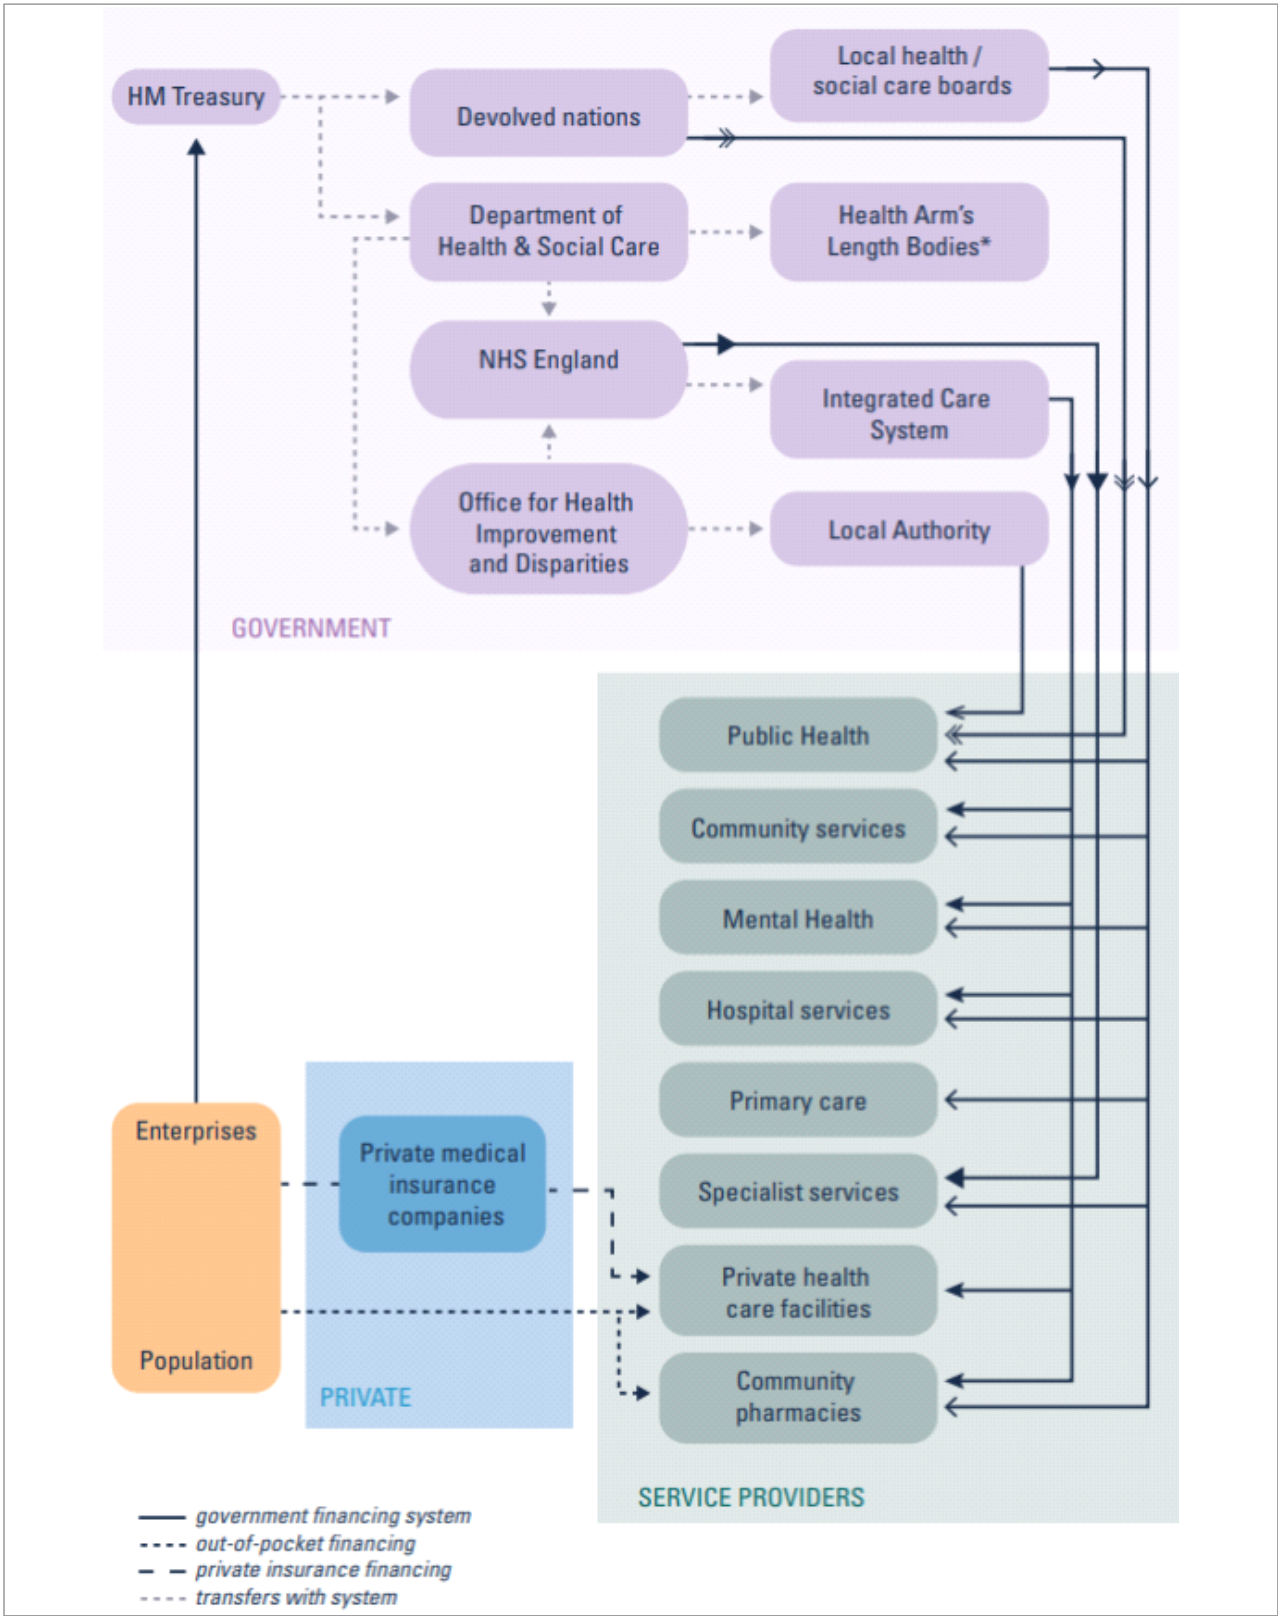 HM Treasury
Devolved nations
Local health /
social care boards
Department of
Health & Social Care
Health Arm's
Length Bodies*
NHS England
Integrated Care
System
Office for Health
Improvement
and Disparities
Local Authority
GOVERNMENT
Public Health
Community services
Mental Health
Hospital services
Primary care
Specialist services
Private health
care facilities
Community
pharmacies
SERVICE PROVIDERS
Enterprises
Population
Private medical
insurance
companies
PRIVATE
government financing system
out-of-pocket financing
private insurance financing
transfers with system